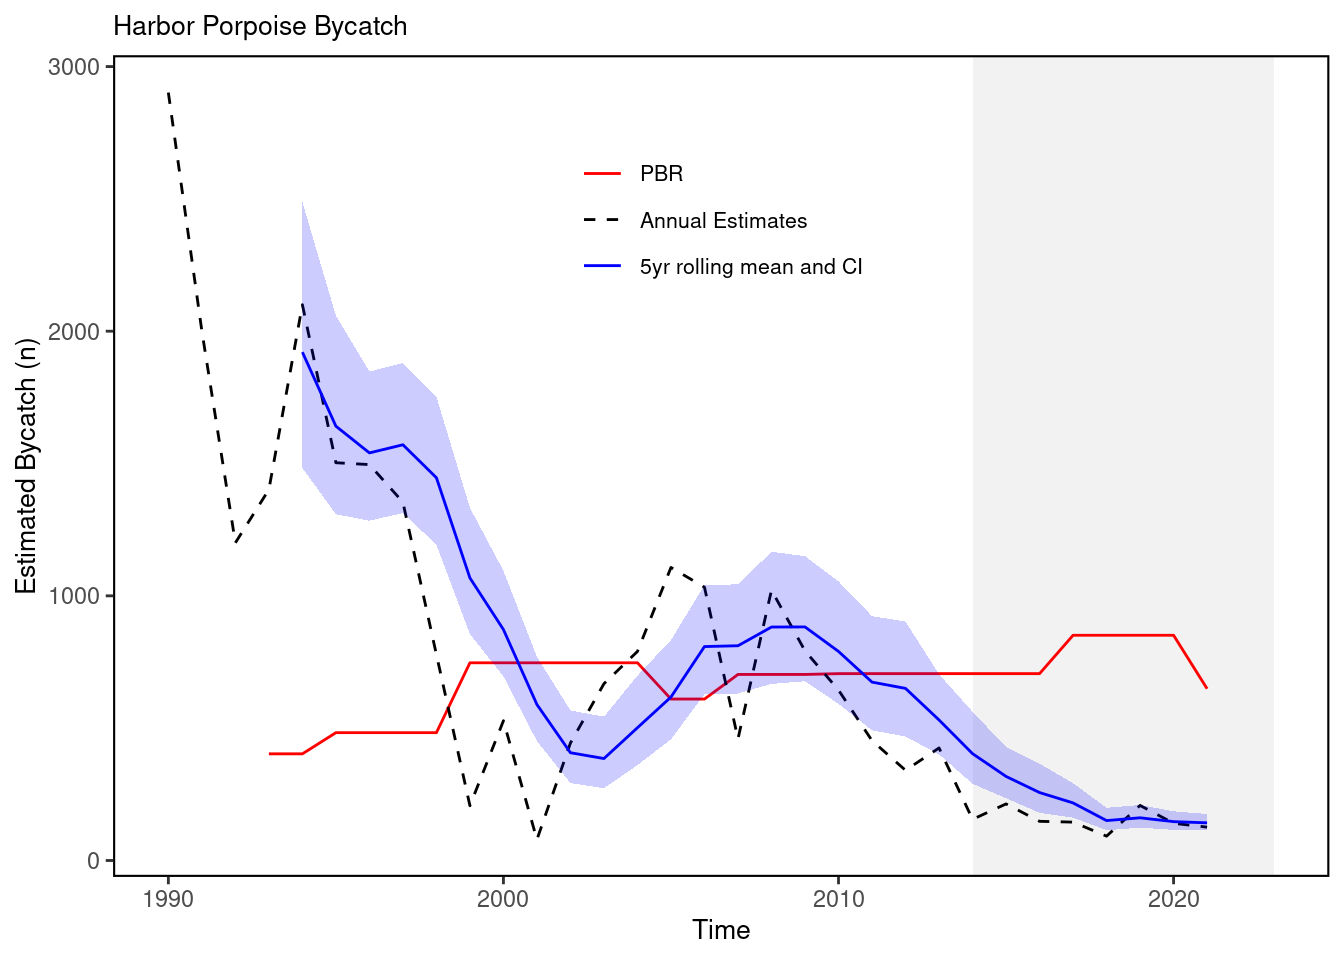 Harbor Porpoise Bycatch
3000
2000
1000
0
Estimated Bycatch (n)
PBR
Annual Estimates
5yr rolling mean and CI
1990
2000
2010
2020
Time